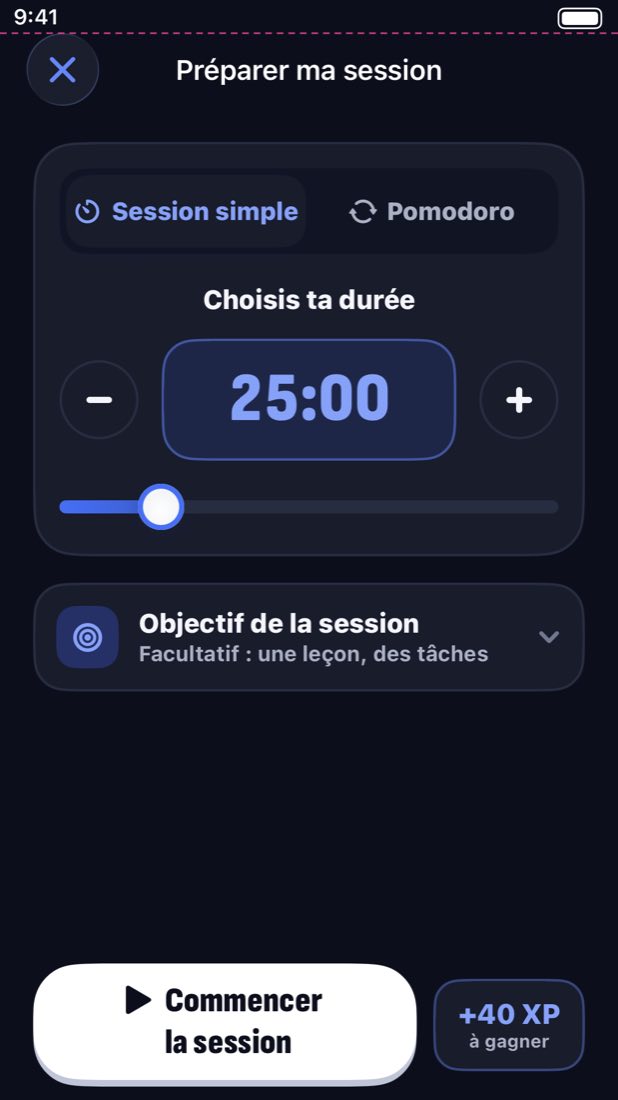 9:41
Préparer ma session
Session simple
Pomodoro
Choisis ta durée
25:00
Objectif de la session
Facultatif : une leçon, des tâches
Commencer
la session
+40 XP
à gagner